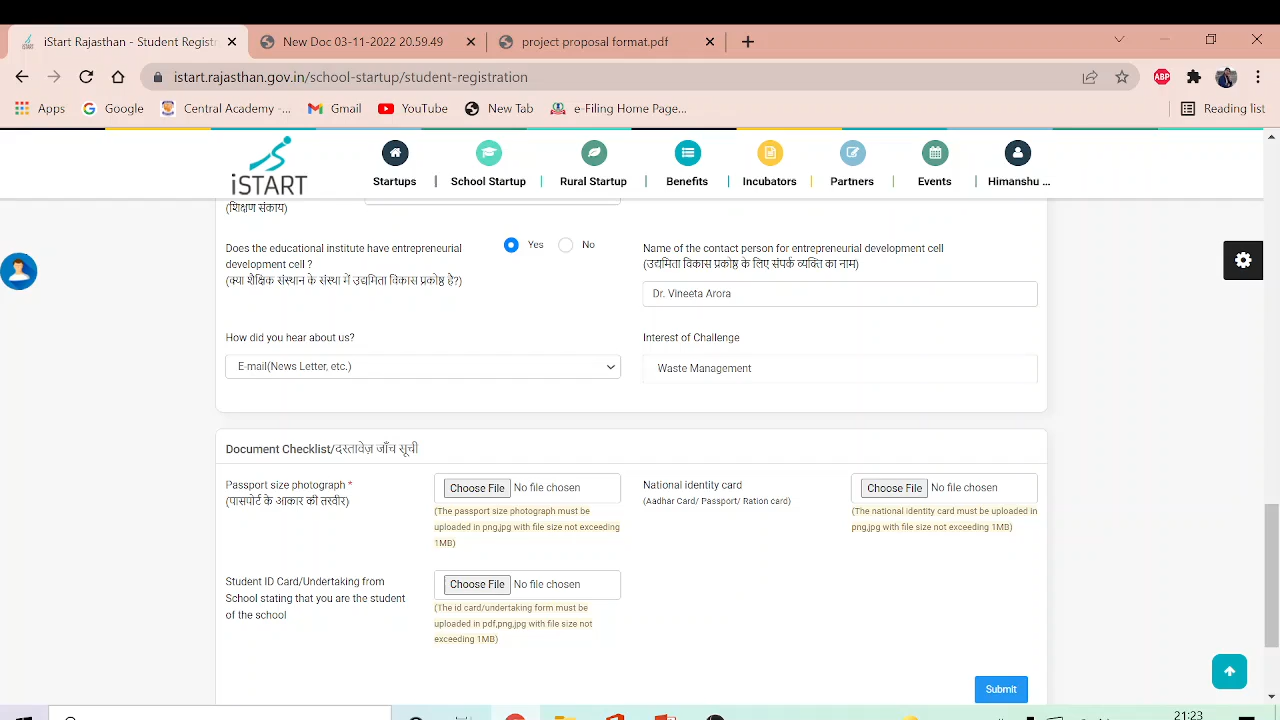 iStart Rajasthan - Student Registr
New Doc 03-11-2022 20.59.49
project proposal format.pdf
istart.rajasthan.gov.in/school-startup/student-registration
ABP
Apps
Google
Central Academy -...
Gmail
YouTube
New Tab
e-Filing Home Page...
Reading list
iSTART
Startups
School Startup
Rural Startup
Benefits
Incubators
Partners
Events
Himanshu ...
(शिक्षण संकाय)
Does the educational institute have entrepreneurial
development cell ?
(क्या शैक्षिक संस्थान के संस्था में उद्यमिता विकास प्रकोष्ठ है?)
Yes
No
Name of the contact person for entrepreneurial development cell
(उद्यमिता विकास प्रकोष्ठ के लिए संपर्क व्यक्ति का नाम)
Dr. Vineeta Arora
How did you hear about us?
E-mail(News Letter, etc.)
Interest of Challenge
Waste Management
Document Checklist/दस्तावेज़ जाँच सूची
Passport size photograph *
(पासपोर्ट के आकार की तस्वीर)
Choose File No file chosen
(The passport size photograph must be
uploaded in png,jpg with file size not exceeding
1MB)
National identity card
(Aadhar Card/ Passport/ Ration card)
Choose File No file chosen
(The national identity card must be uploaded in
png,jpg with file size not exceeding 1MB)
Student ID Card/Undertaking from
School stating that you are the student
of the school
Choose File No file chosen
(The id card/undertaking form must be
uploaded in pdf,png,jpg with file size not
exceeding 1MB)
Submit
21:23